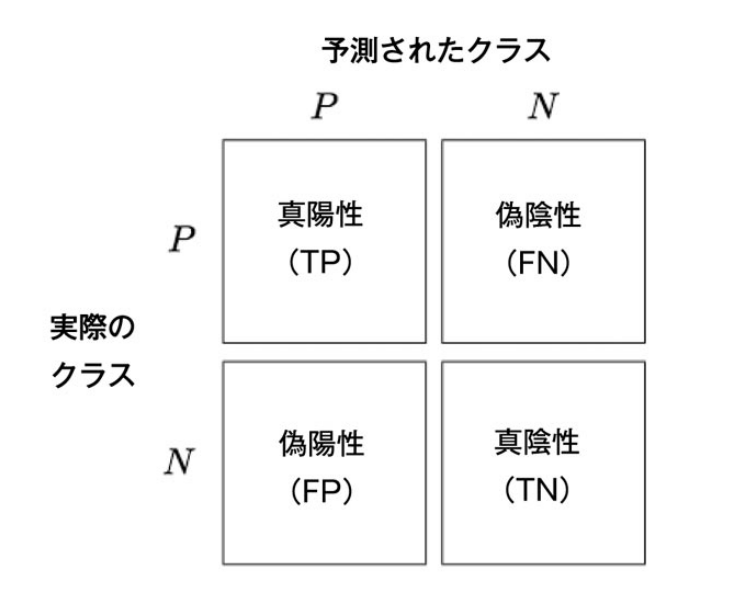 予測されたクラス
P
N
P
真陽性
（TP）
偽陰性
（FN）
実際の
クラス
N
偽陽性
（FP）
真陰性
（TN）